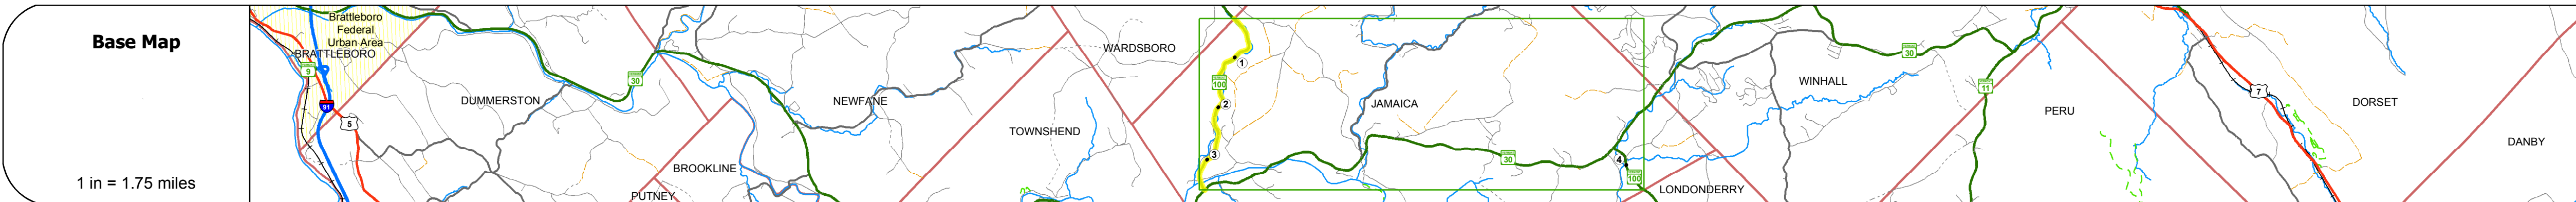 Base Map
1 in = 1.75 miles
Brattleboro
Federal
Urban Area
BRATTLEBORO
9
91
5
DUMMERSTON
30
PUTNEY
BROOKLINE
NEWFANE
TOWNSHEND
WARDSBORO
100
1
2
3
JAMAICA
30
4
100
LONDONDERRY
WINHALL
30
11
PERU
7
DORSET
DANBY